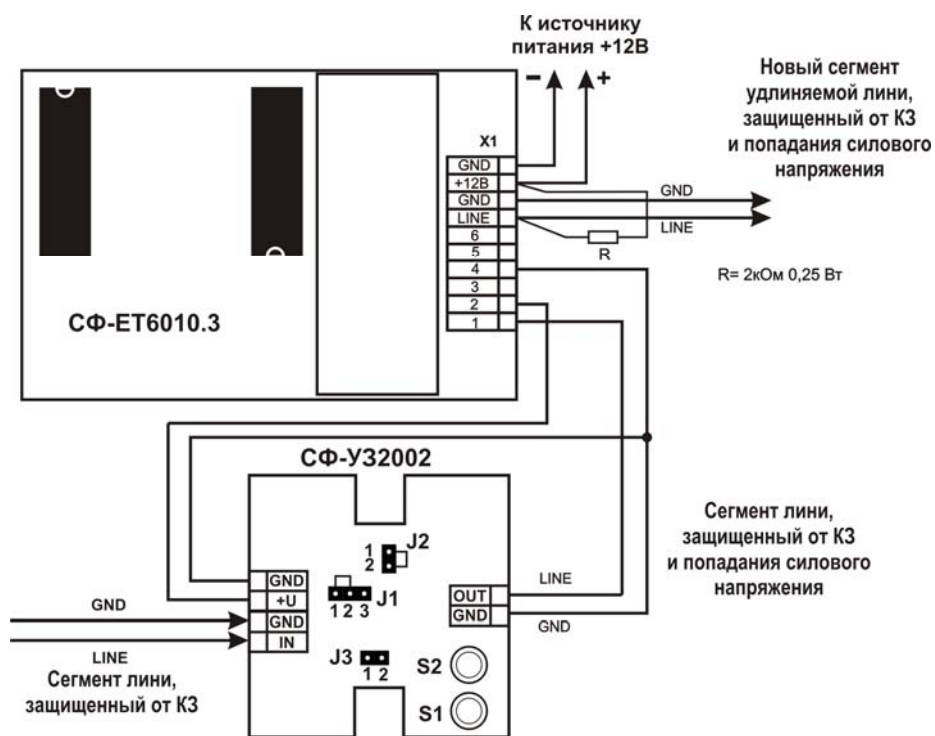 К источнику
питания +12В
− +
Новый сегмент
удлиняемой лини,
защищенный от КЗ
и попадания силового
напряжения
X1
GND
+12В
GND
LINE
6
5
4
3
2
1
GND
LINE
R
R= 2кОм 0,25 Вт
СФ-ЕТ6010.3
СФ-УЗ2002
Сегмент лини,
защищенный от КЗ
и попадания силового
напряжения
J2
1
2
J1
1 2 3
GND
+U
GND
IN
OUT
GND
LINE
GND
GND
LINE
J3
1 2
S2
S1
Сегмент лини,
защищенный от КЗ